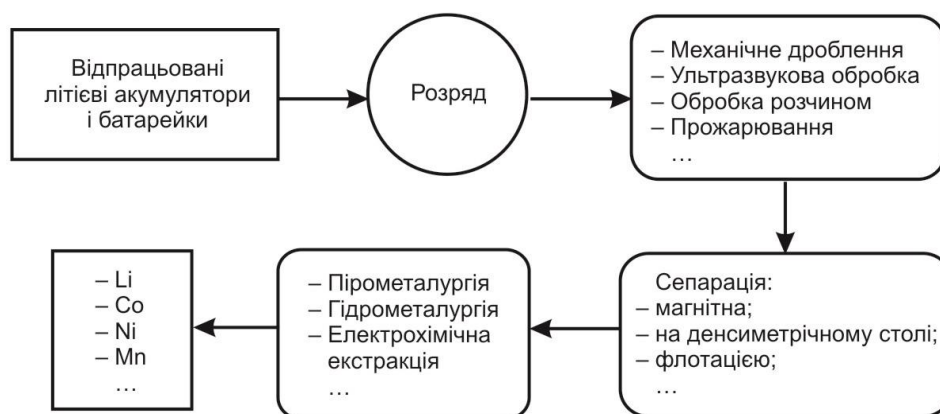 Відпрацьовані
літієві акумулятори
і батарейки
Розряд
– Механічне дроблення
– Ультразвукова обробка
– Обробка розчином
– Прожарювання
…
Сепарація:
– магнітна;
– на денсиметрічному столі;
– флотацією;
…
– Пірометалургія
– Гідрометалургія
– Електрохімічна
екстракція
…
– Li
– Co
– Ni
– Mn
…